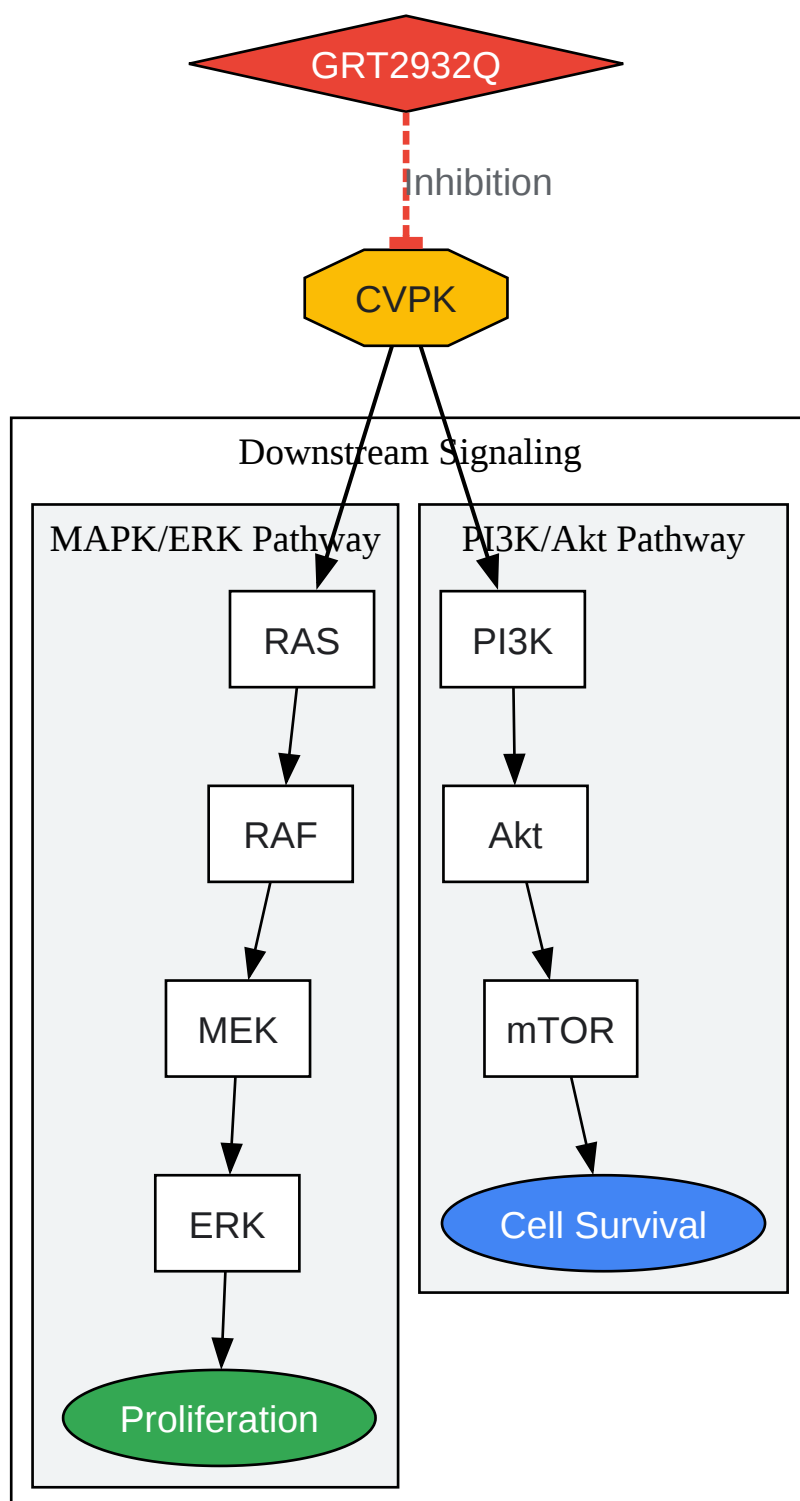 GRT2932Q
Inhibition
CVPK
Downstream Signaling
MAPK/ERK Pathway
PI3K/Akt Pathway
RAS
PI3K
RAF
Akt
MEK
mTOR
ERK
Cell Survival
Proliferation